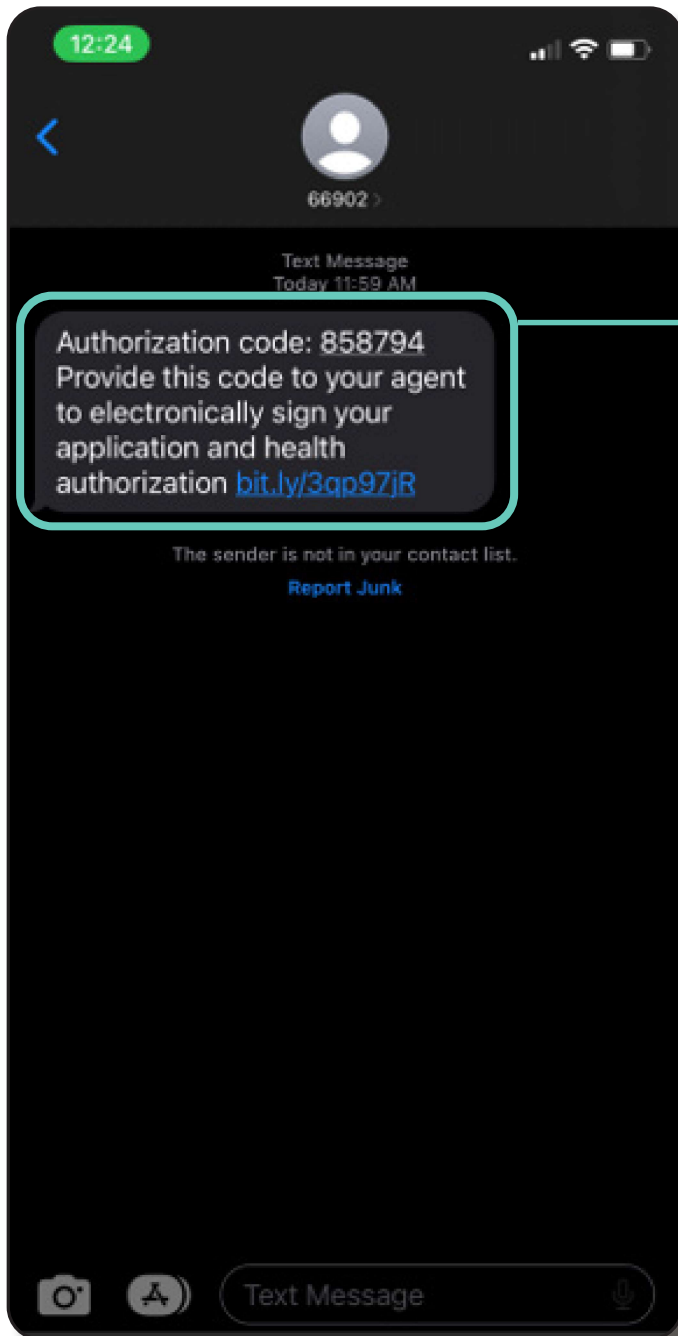 12:24
66902
Text Message
Today 11:59 AM
Authorization code: 858794
Provide this code to your agent
to electronically sign your
application and health
authorization bit.ly/3qp97jR
The sender is not in your contact list.
Report Junk
Text Message